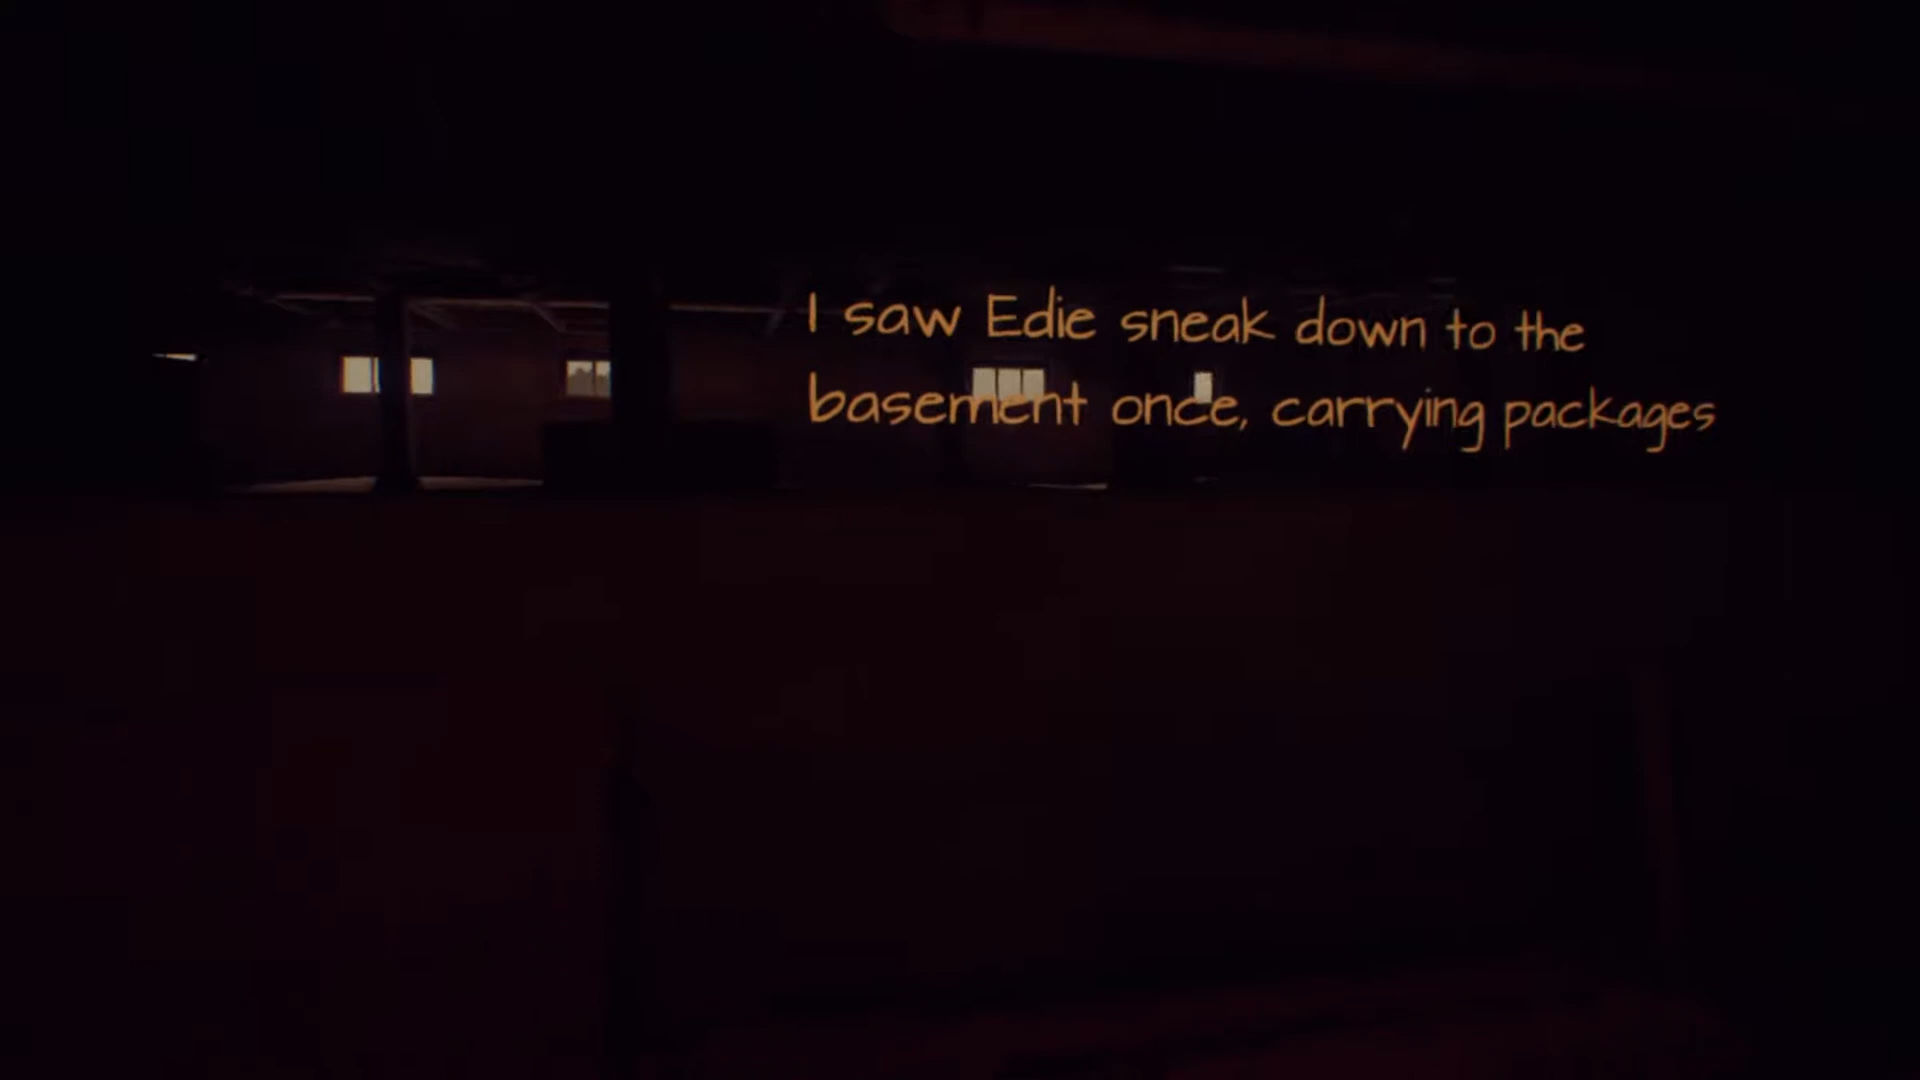 I saw Edie sneak down to the
basement once, carrying packages